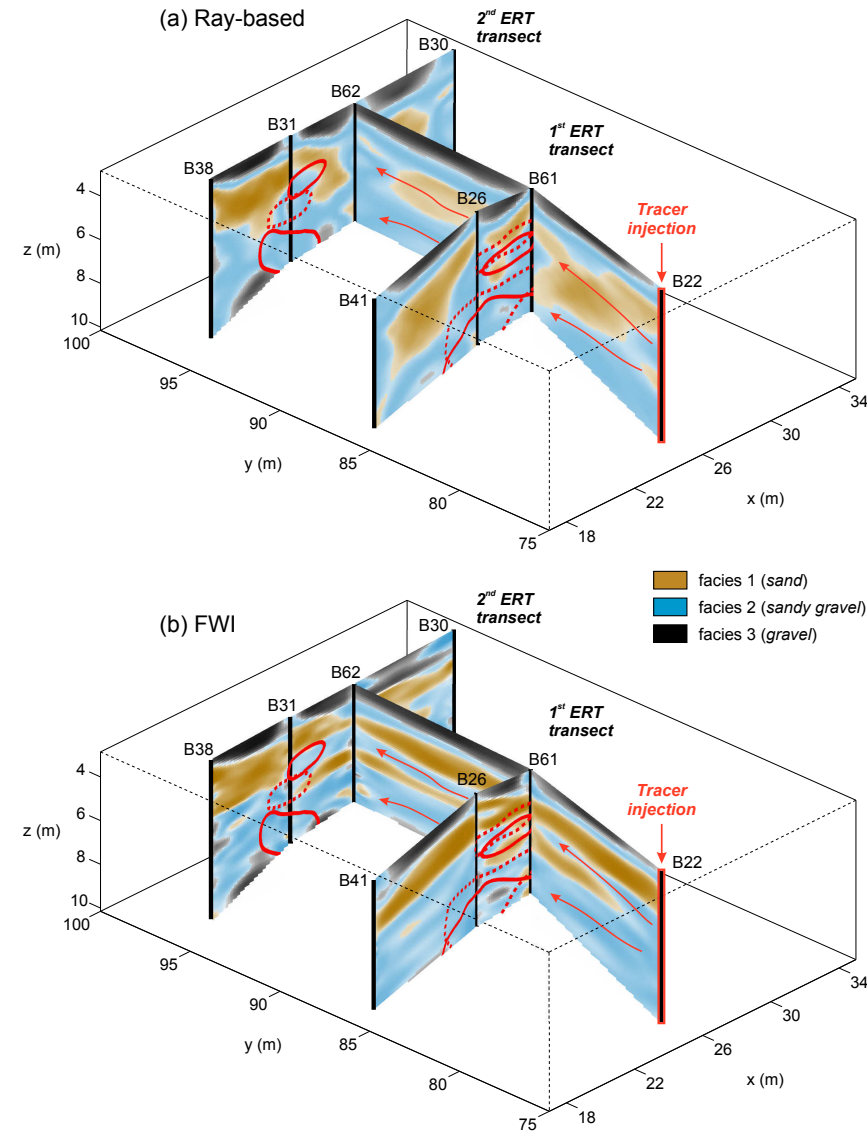 (a) Ray-based
2nd ERT
transect
B30
B62
B31
B38
1st ERT
transect
B61
B26
Tracer
injection
B22
B41
4
6
z (m)
8
10
100
95
90
y (m)
85
80
75
34
30
26
x (m)
22
18
facies 1 (sand)
facies 2 (sandy gravel)
facies 3 (gravel)
(b) FWI
2nd ERT
transect
B30
B62
B31
B38
1st ERT
transect
B61
B26
Tracer
injection
B22
B41
4
6
z (m)
8
10
100
95
90
y (m)
85
80
75
34
30
26
x (m)
22
18